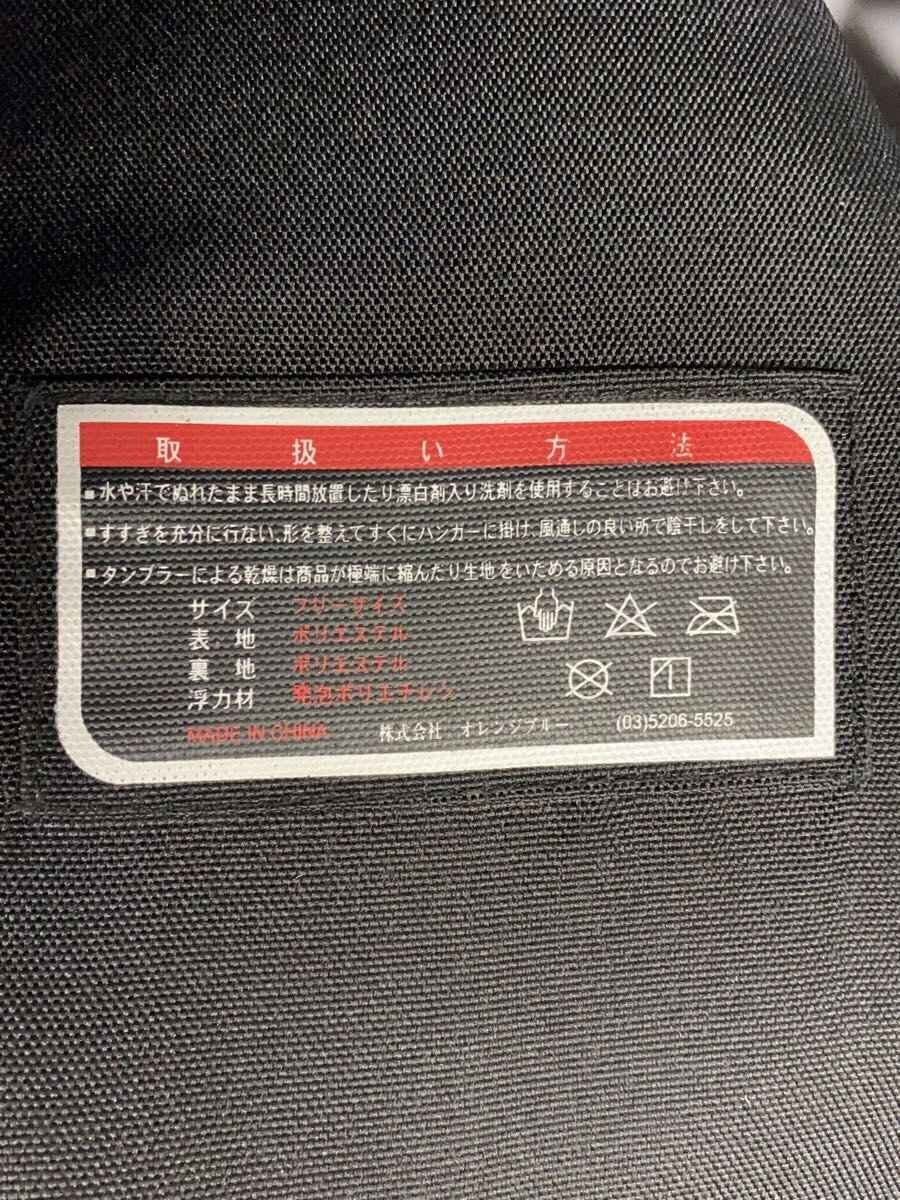 取扱い方法
■水や汗でぬれたまま長時間放置したり漂白剤入り洗剤を使用することはお避け下さい。
■すすぎを充分に行ない、形を整えてすぐにハンカーに掛け、風通しの良い所で陰干しをして下さい。
■タンブラーによる乾燥は商品が極端に縮んだり生地をいためる原因となるのでお避け下さい。
サイズ フリーサイズ
表地 ポリエステル
裏地 ポリエステル
浮力材 発泡ポリエチレン
MADE IN CHINA 株式会社 オレンジブルー (03)5206-5525